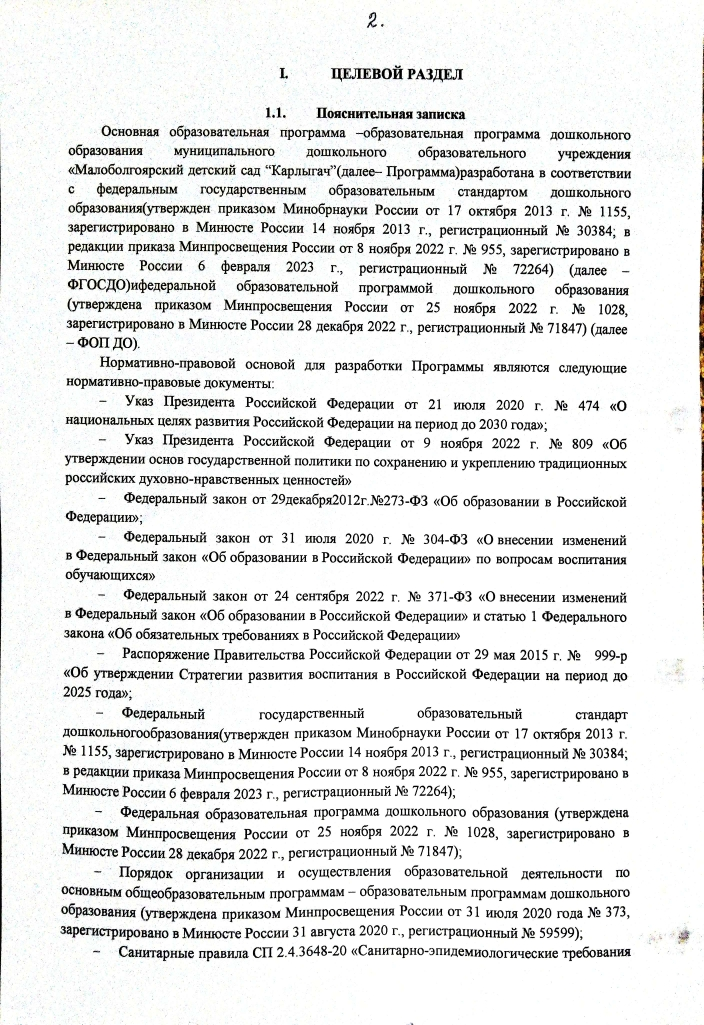 2.
I. ЦЕЛЕВОЙ РАЗДЕЛ
1.1. Пояснительная записка
Основная образовательная программа –образовательная программа дошкольного
образования муниципального дошкольного образовательного учреждения
«Малоболгоярский детский сад “Карлыгач”(далее– Программа)разработана в соответствии
с федеральным государственным образовательным стандартом дошкольного
образования(утвержден приказом Минобрнауки России от 17 октября 2013 г. № 1155,
зарегистрировано в Минюсте России 14 ноября 2013 г., регистрационный № 30384; в
редакции приказа Минпросвещения России от 8 ноября 2022 г. № 955, зарегистрировано в
Минюсте России 6 февраля 2023 г., регистрационный № 72264) (далее –
ФГОСДО)ифедеральной образовательной программой дошкольного образования
(утверждена приказом Минпросвещения России от 25 ноября 2022 г. № 1028,
зарегистрировано в Минюсте России 28 декабря 2022 г., регистрационный № 71847) (далее
– ФОП ДО).
Нормативно-правовой основой для разработки Программы являются следующие
нормативно-правовые документы:
– Указ Президента Российской Федерации от 21 июля 2020 г. № 474 «О
национальных целях развития Российской Федерации на период до 2030 года»;
– Указ Президента Российской Федерации от 9 ноября 2022 г. № 809 «Об
утверждении основ государственной политики по сохранению и укреплению традиционных
российских духовно-нравственных ценностей»
– Федеральный закон от 29декабря2012г.№273-ФЗ «Об образовании в Российской
Федерации»;
– Федеральный закон от 31 июля 2020 г. № 304-ФЗ «О внесении изменений
в Федеральный закон «Об образовании в Российской Федерации» по вопросам воспитания
обучающихся»
– Федеральный закон от 24 сентября 2022 г. № 371-ФЗ «О внесении изменений
в Федеральный закон «Об образовании в Российской Федерации» и статью 1 Федерального
закона «Об обязательных требованиях в Российской Федерации»
– Распоряжение Правительства Российской Федерации от 29 мая 2015 г. № 999-р
«Об утверждении Стратегии развития воспитания в Российской Федерации на период до
2025 года»;
– Федеральный государственный образовательный стандарт
дошкольногообразования(утвержден приказом Минобрнауки России от 17 октября 2013 г.
№ 1155, зарегистрировано в Минюсте России 14 ноября 2013 г., регистрационный № 30384;
в редакции приказа Минпросвещения России от 8 ноября 2022 г. № 955, зарегистрировано в
Минюсте России 6 февраля 2023 г., регистрационный № 72264);
– Федеральная образовательная программа дошкольного образования (утверждена
приказом Минпросвещения России от 25 ноября 2022 г. № 1028, зарегистрировано в
Минюсте России 28 декабря 2022 г., регистрационный № 71847);
– Порядок организации и осуществления образовательной деятельности по
основным общеобразовательным программам – образовательным программам дошкольного
образования (утверждена приказом Минпросвещения России от 31 июля 2020 года № 373,
зарегистрировано в Минюсте России 31 августа 2020 г., регистрационный № 59599);
– Санитарные правила СП 2.4.3648-20 «Санитарно-эпидемиологические требования